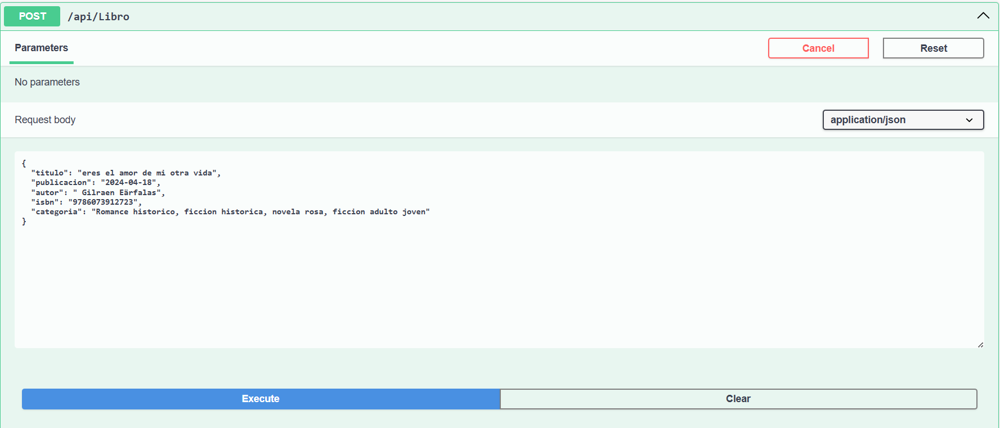 POST /api/Libro
Parameters
Cancel
Reset
No parameters
Request body
application/json
{
  "titulo": "eres el amor de mi otra vida",
  "publicacion": "2024-04-18",
  "autor": " Gilraen Eärfalas",
  "isbn": "9786073912723",
  "categoria": "Romance historico, ficcion historica, novela rosa, ficcion adulto joven"
}
Execute
Clear